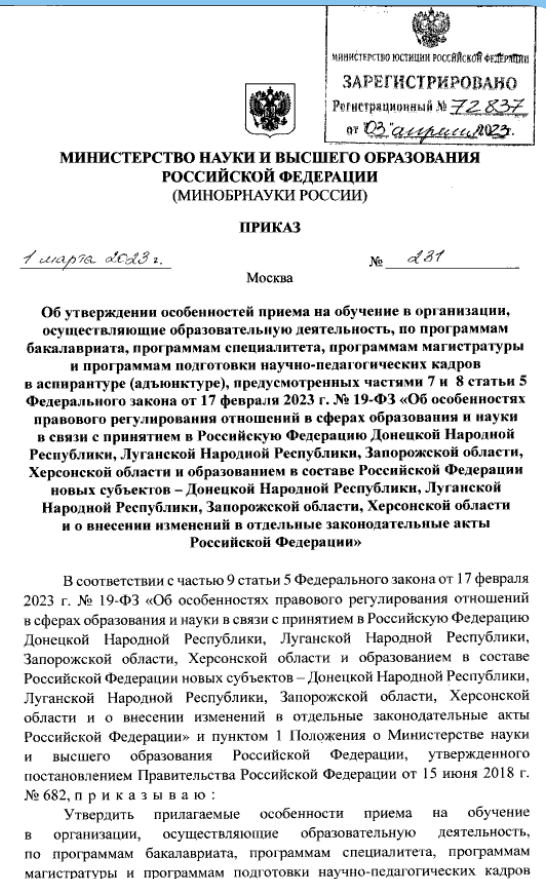 МИНИСТЕРСТВО ЮСТИЦИИ РОССИЙСКОЙ ФЕДЕРАЦИИ
ЗАРЕГИСТРИРОВАНО
Регистрационный № 72837
от "03" апреля 2023г.
МИНИСТЕРСТВО НАУКИ И ВЫСШЕГО ОБРАЗОВАНИЯ
РОССИЙСКОЙ ФЕДЕРАЦИИ
(МИНОБРНАУКИ РОССИИ)
ПРИКАЗ
1 марта 2023 г.
№ 231
Москва
Об утверждении особенностей приема на обучение в организации,
осуществляющие образовательную деятельность, по программам
бакалавриата, программам специалитета, программам магистратуры
и программам подготовки научно-педагогических кадров
в аспирантуре (адъюнктуре), предусмотренных частями 7 и 8 статьи 5
Федерального закона от 17 февраля 2023 г. № 19-ФЗ «Об особенностях
правового регулирования отношений в сферах образования и науки
в связи с принятием в Российскую Федерацию Донецкой Народной
Республики, Луганской Народной Республики, Запорожской области,
Херсонской области и образованием в составе Российской Федерации
новых субъектов – Донецкой Народной Республики, Луганской
Народной Республики, Запорожской области, Херсонской области
и о внесении изменений в отдельные законодательные акты
Российской Федерации»
В соответствии с частью 9 статьи 5 Федерального закона от 17 февраля
2023 г. № 19-ФЗ «Об особенностях правового регулирования отношений
в сферах образования и науки в связи с принятием в Российскую Федерацию
Донецкой Народной Республики, Луганской Народной Республики,
Запорожской области, Херсонской области и образованием в составе
Российской Федерации новых субъектов – Донецкой Народной Республики,
Луганской Народной Республики, Запорожской области, Херсонской
области и о внесении изменений в отдельные законодательные акты
Российской Федерации» и пунктом 1 Положения о Министерстве науки
и высшего образования Российской Федерации, утвержденного
постановлением Правительства Российской Федерации от 15 июня 2018 г.
№ 682, п р и к а з ы в а ю :
Утвердить прилагаемые особенности приема на обучение
в организации, осуществляющие образовательную деятельность,
по программам бакалавриата, программам специалитета, программам
магистратуры и программам подготовки научно-педагогических кадров